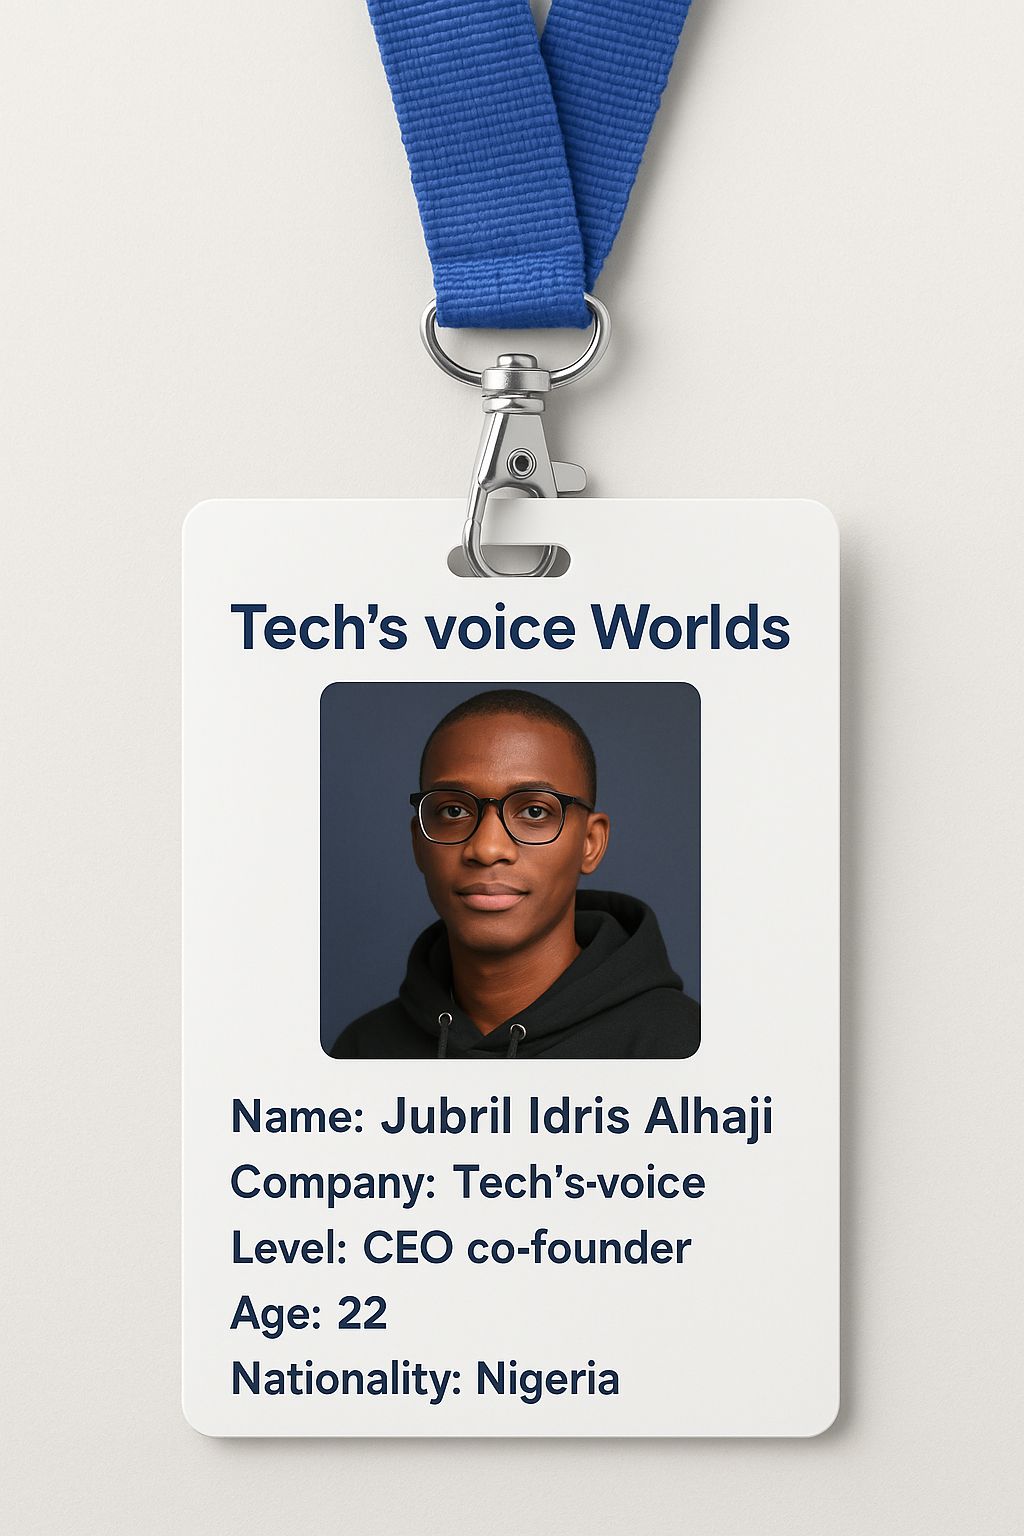 Tech’s voice Worlds
Name: Jubril Idris Alhaji
Company: Tech’s-voice
Level: CEO co-founder
Age: 22
Nationality: Nigeria